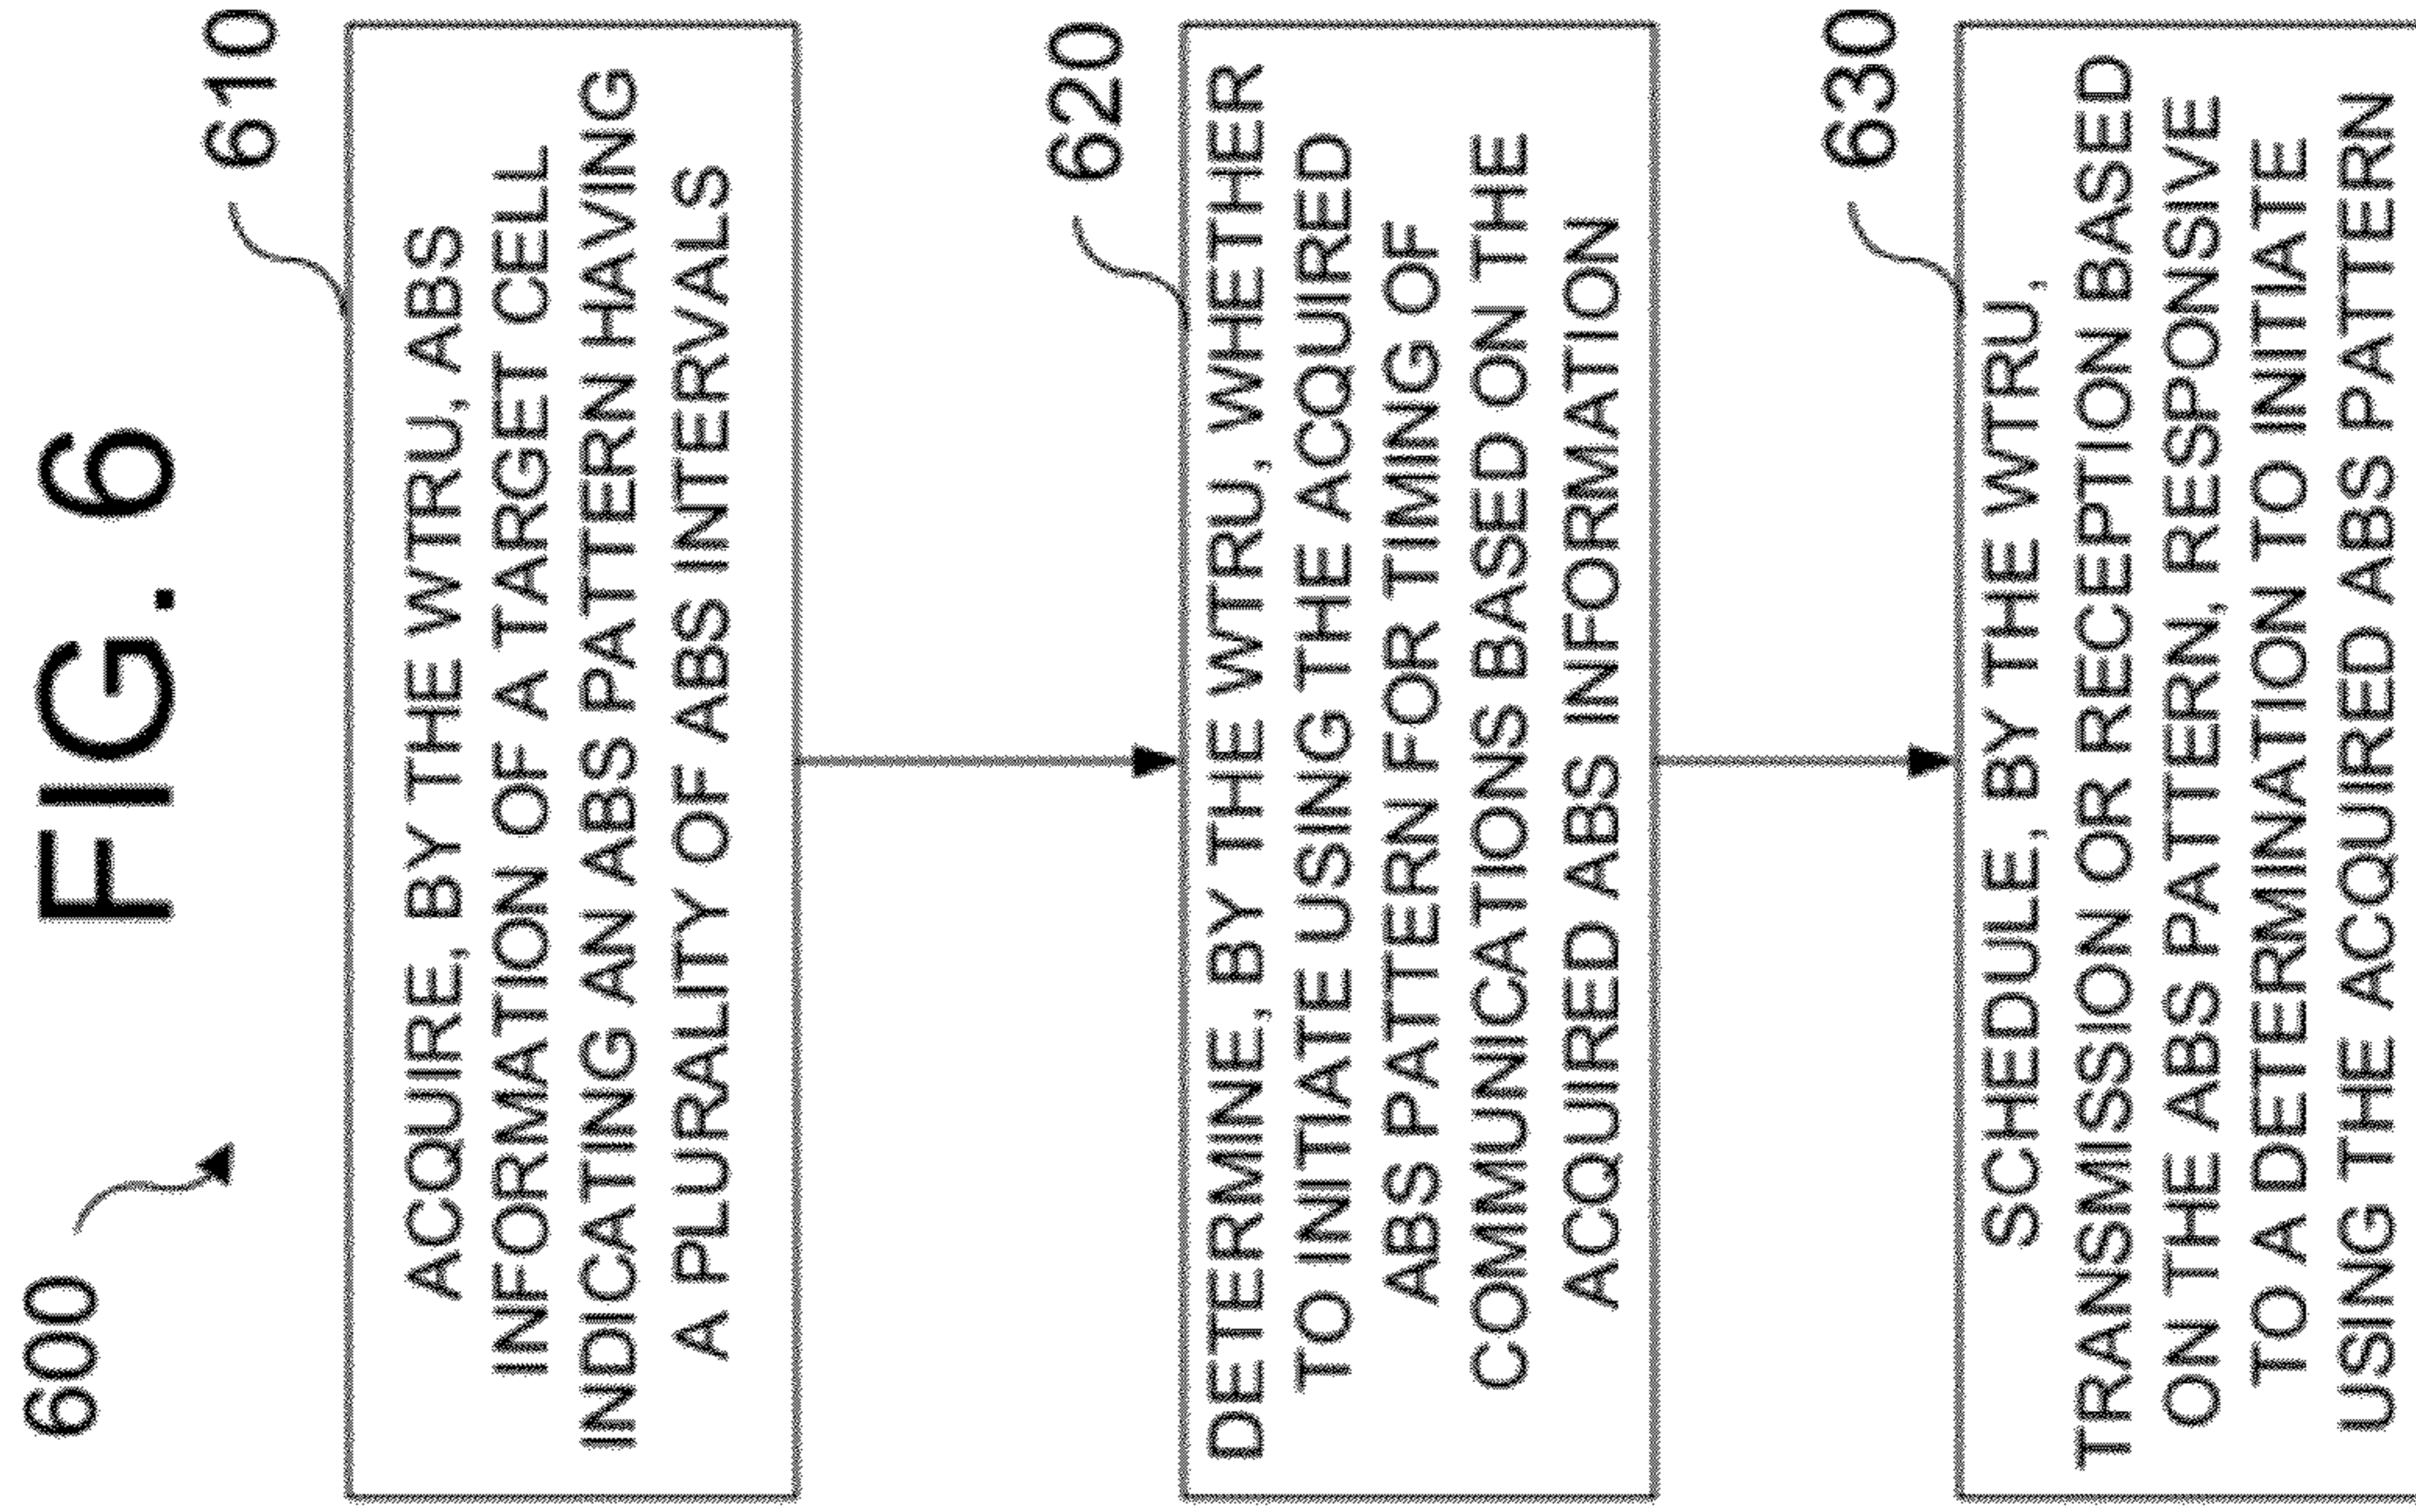 FIG. 6
600
610
ACQUIRE, BY THE WTRU, ABS
INFORMATION OF A TARGET CELL
INDICATING AN ABS PATTERN HAVING
A PLURALITY OF ABS INTERVALS
620
DETERMINE, BY THE WTRU, WHETHER
TO INITIATE USING THE ACQUIRED
ABS PATTERN FOR TIMING OF
COMMUNICATIONS BASED ON THE
ACQUIRED ABS INFORMATION
630
SCHEDULE, BY THE WTRU,
TRANSMISSION OR RECEPTION BASED
ON THE ABS PATTERN, RESPONSIVE
TO A DETERMINATION TO INITIATE
USING THE ACQUIRED ABS PATTERN